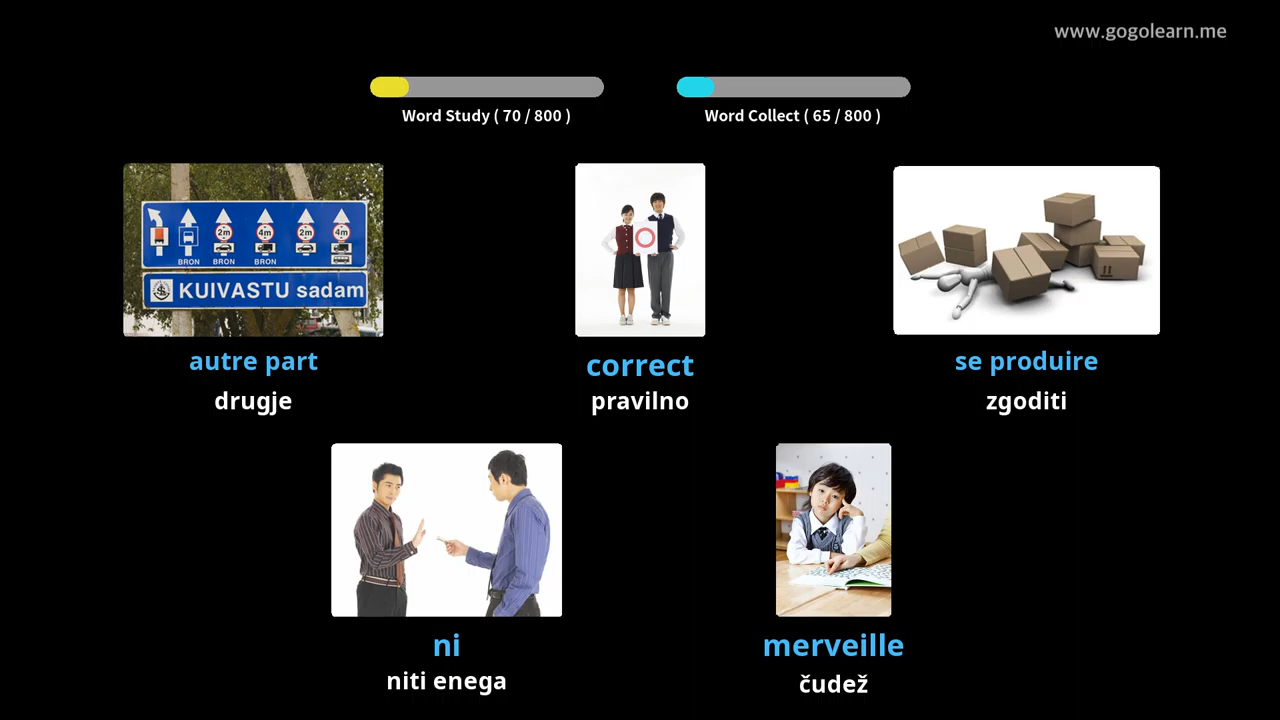 www.gogolearn.me
Word Study ( 70 / 800 )
Word Collect ( 65 / 800 )
2m
4m
2m
4m
BRON
BRON
BRON
KUIVASTU sadam
autre part
drugje
correct
pravilno
se produire
zgoditi
ni
niti enega
merveille
čudež